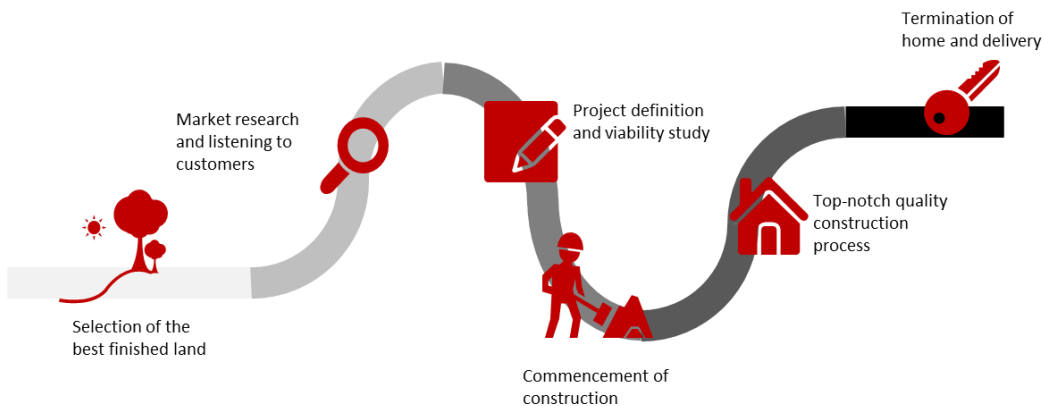 Selection of the
best finished land
Market research
and listening to
customers
Project definition
and viability study
Commencement of
construction
Top-notch quality
construction
process
Termination of
home and delivery